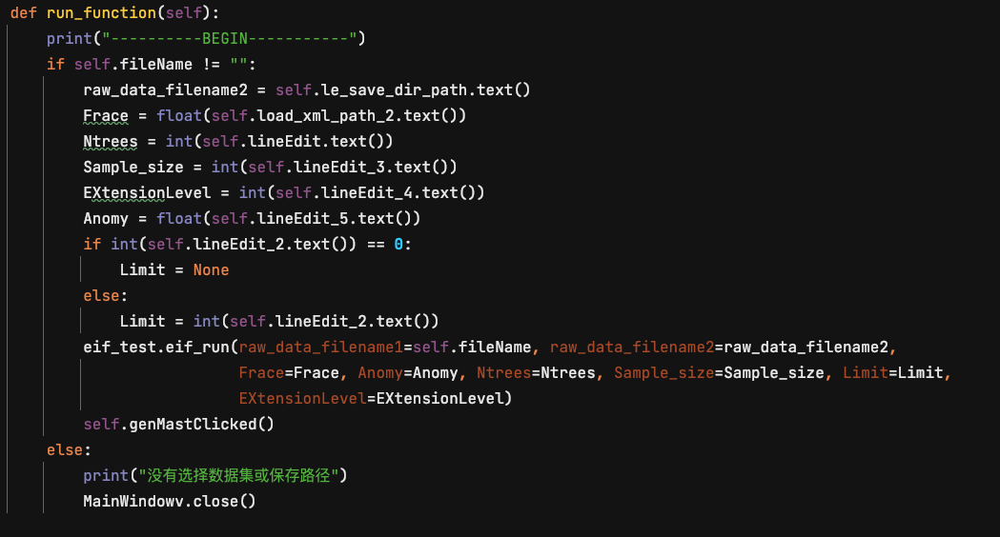 def run_function(self):
    print("----------BEGIN-----------")
    if self.fileName != "":
        raw_data_filename2 = self.le_save_dir_path.text()
        Frace = float(self.load_xml_path_2.text())
        Ntrees = int(self.lineEdit.text())
        Sample_size = int(self.lineEdit_3.text())
        EXtensionLevel = int(self.lineEdit_4.text())
        Anomy = float(self.lineEdit_5.text())
        if int(self.lineEdit_2.text()) == 0:
            Limit = None
        else:
            Limit = int(self.lineEdit_2.text())
        eif_test.eif_run(raw_data_filename1=self.fileName, raw_data_filename2=raw_data_filename2,
                         Frace=Frace, Anomy=Anomy, Ntrees=Ntrees, Sample_size=Sample_size, Limit=Limit,
                         EXtensionLevel=EXtensionLevel)
        self.genMastClicked()
    else:
        print("没有选择数据集或保存路径")
        MainWindowv.close()